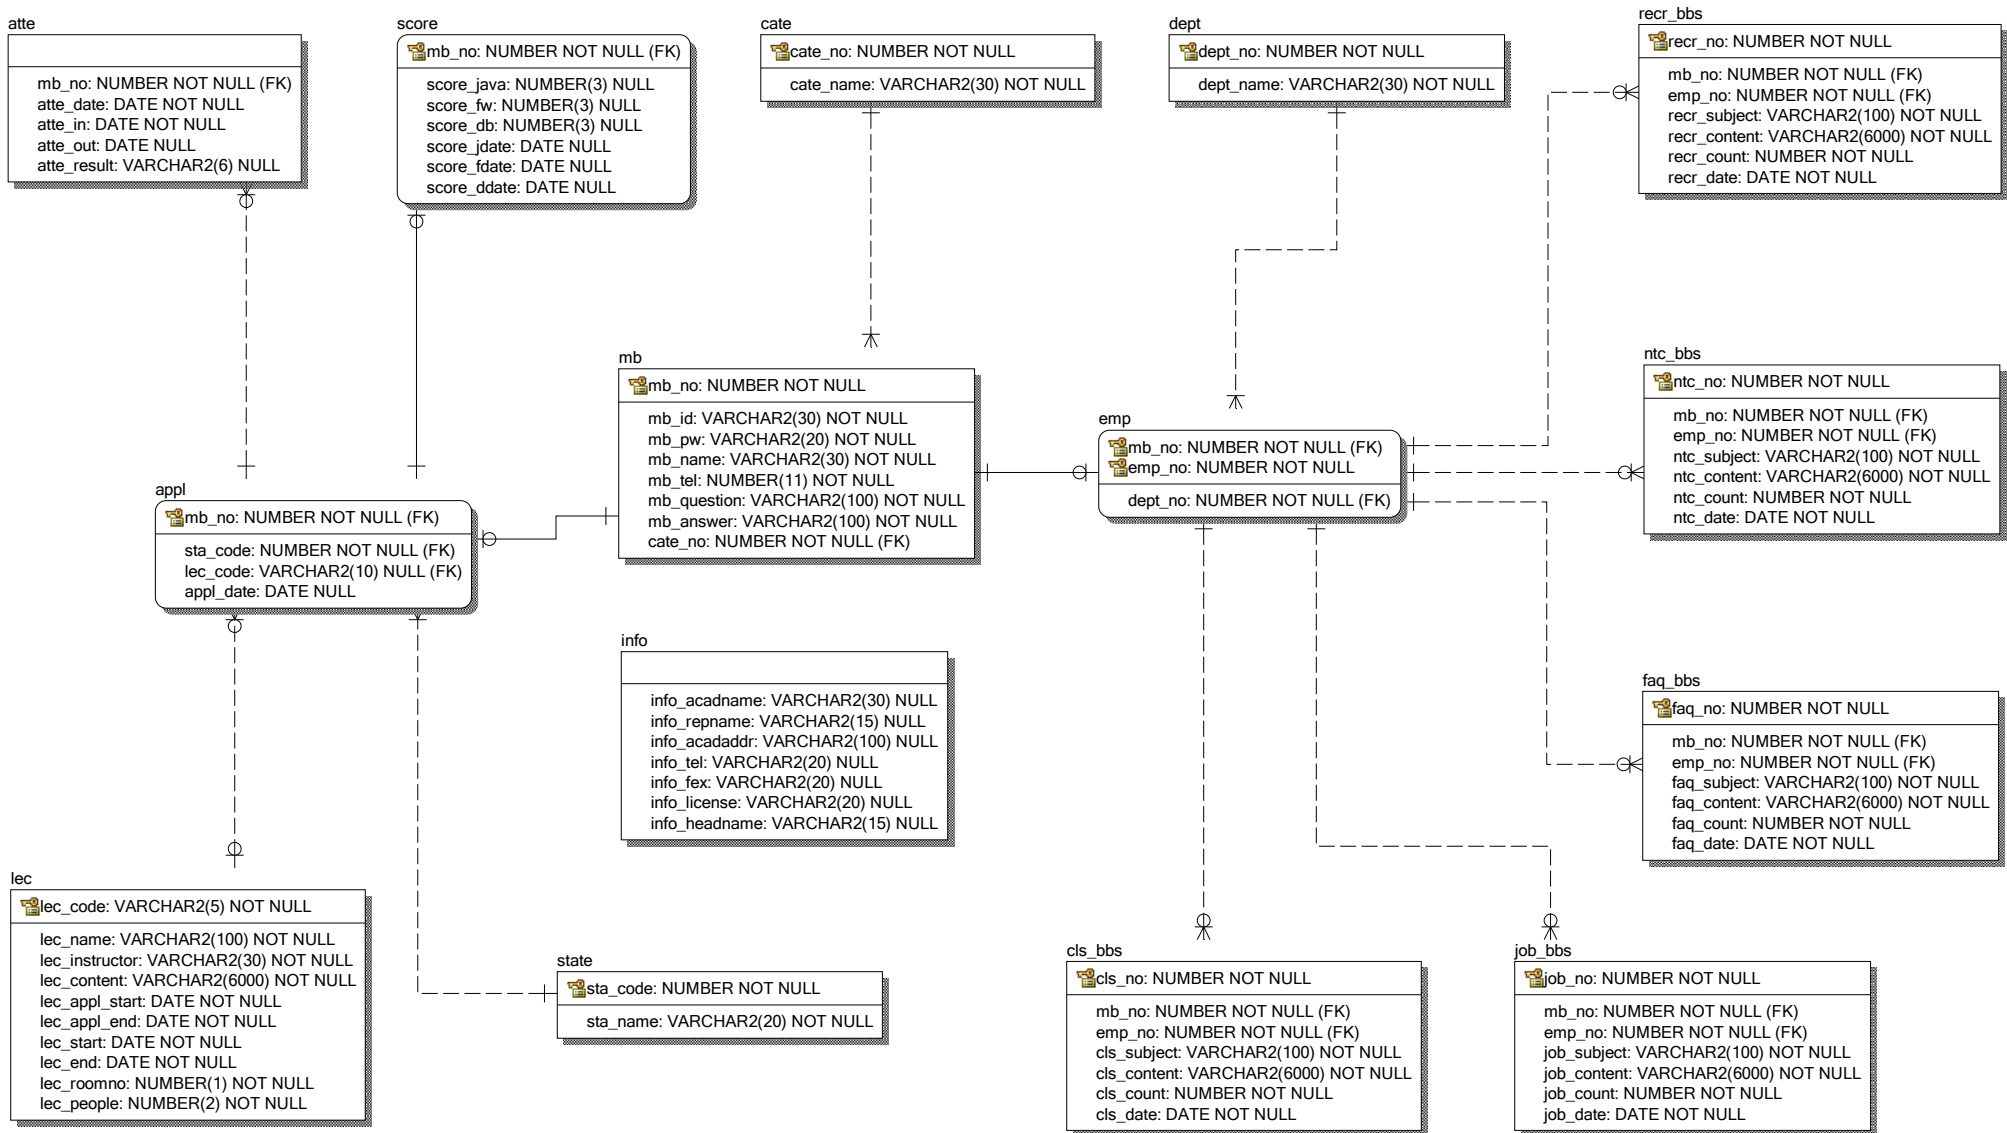 atte
mb_no: NUMBER NOT NULL (FK)
atte_date: DATE NOT NULL
atte_in: DATE NOT NULL
atte_out: DATE NULL
atte_result: VARCHAR2(6) NULL
score
mb_no: NUMBER NOT NULL (FK)
score_java: NUMBER(3) NULL
score_fw: NUMBER(3) NULL
score_db: NUMBER(3) NULL
score_jdate: DATE NULL
score_fdate: DATE NULL
score_ddate: DATE NULL
cate
cate_no: NUMBER NOT NULL
cate_name: VARCHAR2(30) NOT NULL
dept
dept_no: NUMBER NOT NULL
dept_name: VARCHAR2(30) NOT NULL
recr_bbs
recr_no: NUMBER NOT NULL
mb_no: NUMBER NOT NULL (FK)
emp_no: NUMBER NOT NULL (FK)
recr_subject: VARCHAR2(100) NOT NULL
recr_content: VARCHAR2(6000) NOT NULL
recr_count: NUMBER NOT NULL
recr_date: DATE NOT NULL
mb
mb_no: NUMBER NOT NULL
mb_id: VARCHAR2(30) NOT NULL
mb_pw: VARCHAR2(20) NOT NULL
mb_name: VARCHAR2(30) NOT NULL
mb_tel: NUMBER(11) NOT NULL
mb_question: VARCHAR2(100) NOT NULL
mb_answer: VARCHAR2(100) NOT NULL
cate_no: NUMBER NOT NULL (FK)
emp
mb_no: NUMBER NOT NULL (FK)
emp_no: NUMBER NOT NULL
dept_no: NUMBER NOT NULL (FK)
ntc_bbs
ntc_no: NUMBER NOT NULL
mb_no: NUMBER NOT NULL (FK)
emp_no: NUMBER NOT NULL (FK)
ntc_subject: VARCHAR2(100) NOT NULL
ntc_content: VARCHAR2(6000) NOT NULL
ntc_count: NUMBER NOT NULL
ntc_date: DATE NOT NULL
appl
mb_no: NUMBER NOT NULL (FK)
sta_code: NUMBER NOT NULL (FK)
lec_code: VARCHAR2(10) NULL (FK)
appl_date: DATE NULL
info
info_acadname: VARCHAR2(30) NULL
info_repname: VARCHAR2(15) NULL
info_acadaddr: VARCHAR2(100) NULL
info_tel: VARCHAR2(20) NULL
info_fex: VARCHAR2(20) NULL
info_license: VARCHAR2(20) NULL
info_headname: VARCHAR2(15) NULL
faq_bbs
faq_no: NUMBER NOT NULL
mb_no: NUMBER NOT NULL (FK)
emp_no: NUMBER NOT NULL (FK)
faq_subject: VARCHAR2(100) NOT NULL
faq_content: VARCHAR2(6000) NOT NULL
faq_count: NUMBER NOT NULL
faq_date: DATE NOT NULL
lec
lec_code: VARCHAR2(5) NOT NULL
lec_name: VARCHAR2(100) NOT NULL
lec_instructor: VARCHAR2(30) NOT NULL
lec_content: VARCHAR2(6000) NOT NULL
lec_appl_start: DATE NOT NULL
lec_appl_end: DATE NOT NULL
lec_start: DATE NOT NULL
lec_end: DATE NOT NULL
lec_roomno: NUMBER(1) NOT NULL
lec_people: NUMBER(2) NOT NULL
state
sta_code: NUMBER NOT NULL
sta_name: VARCHAR2(20) NOT NULL
cls_bbs
cls_no: NUMBER NOT NULL
mb_no: NUMBER NOT NULL (FK)
emp_no: NUMBER NOT NULL (FK)
cls_subject: VARCHAR2(100) NOT NULL
cls_content: VARCHAR2(6000) NOT NULL
cls_count: NUMBER NOT NULL
cls_date: DATE NOT NULL
job_bbs
job_no: NUMBER NOT NULL
mb_no: NUMBER NOT NULL (FK)
emp_no: NUMBER NOT NULL (FK)
job_subject: VARCHAR2(100) NOT NULL
job_content: VARCHAR2(6000) NOT NULL
job_count: NUMBER NOT NULL
job_date: DATE NOT NULL